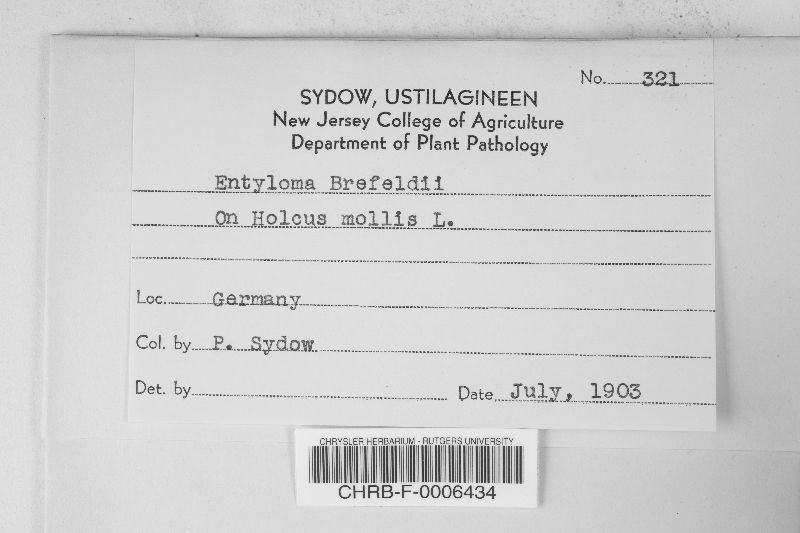 No. 321
SYDOW, USTILAGINEEN
New Jersey College of Agriculture
Department of Plant Pathology
Entyloma Brefeldii
On Holcus mollis L.
Loc. Germany
Col. by P. Sydow
Det. by
Date July, 1903
CHRYSLER HERBARIUM - RUTGERS UNIVERSITY
CHRB-F-0006434